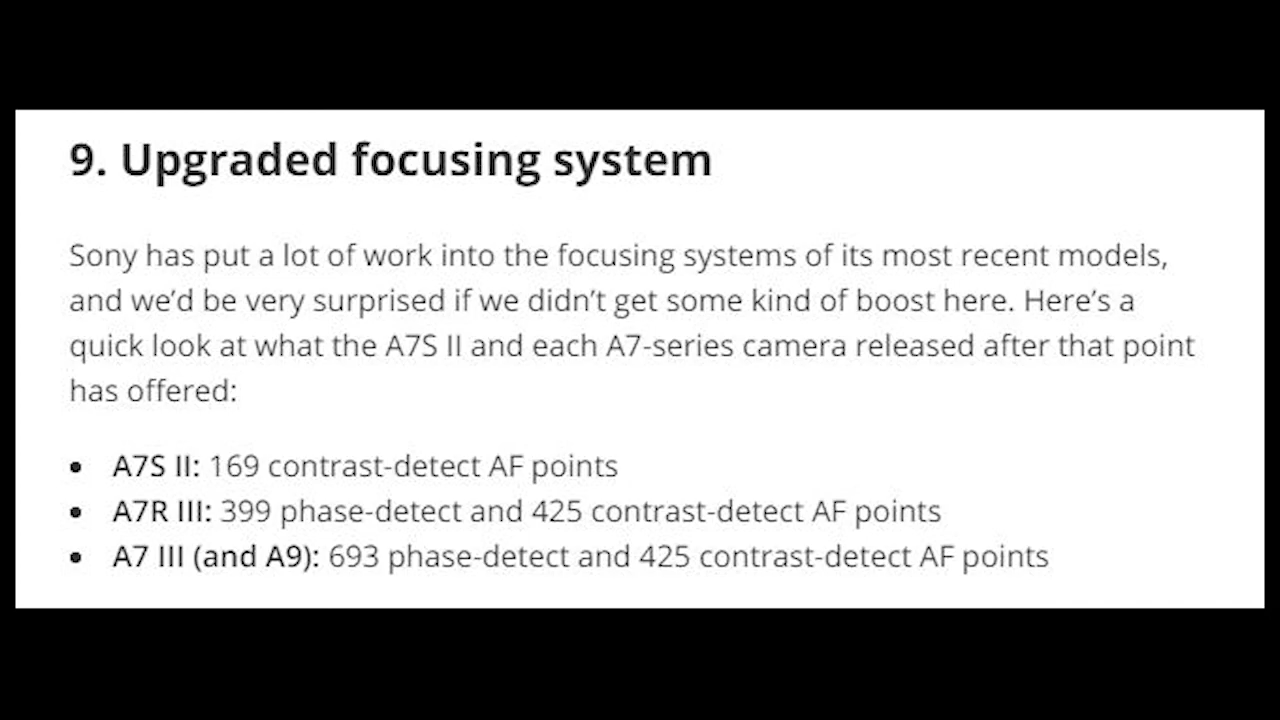 9. Upgraded focusing system
Sony has put a lot of work into the focusing systems of its most recent models,
and we’d be very surprised if we didn’t get some kind of boost here. Here’s a
quick look at what the A7S II and each A7-series camera released after that point
has offered:
• A7S II: 169 contrast-detect AF points
• A7R III: 399 phase-detect and 425 contrast-detect AF points
• A7 III (and A9): 693 phase-detect and 425 contrast-detect AF points